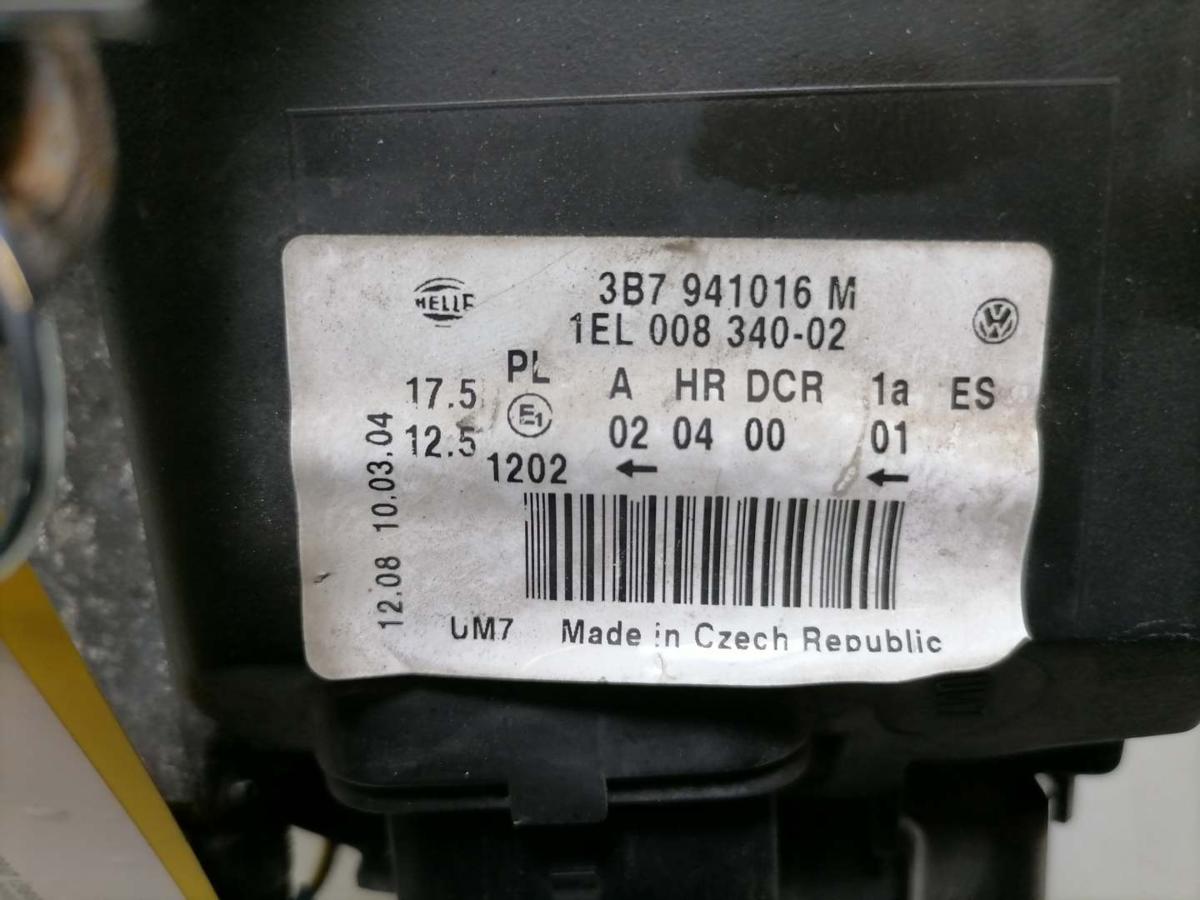 HELLA
3B7 941016 M
1EL 008 340-02
PL A HR DCR 1a ES
17.5
E1 02 04 00 01
12.5
1202 ← ←
12.08 10.03.04
UM7 Made in Czech Republic